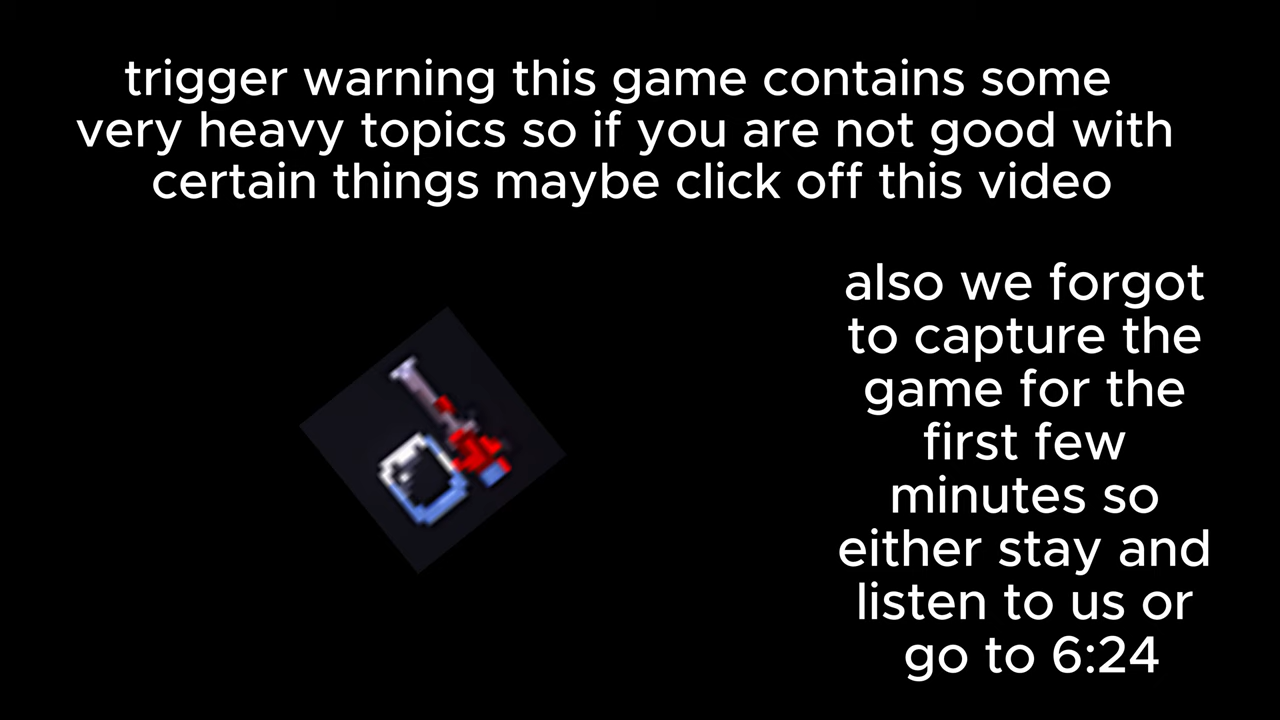 trigger warning this game contains some
very heavy topics so if you are not good with
certain things maybe click off this video
also we forgot
to capture the
game for the
first few
minutes so
either stay and
listen to us or
go to 6:24